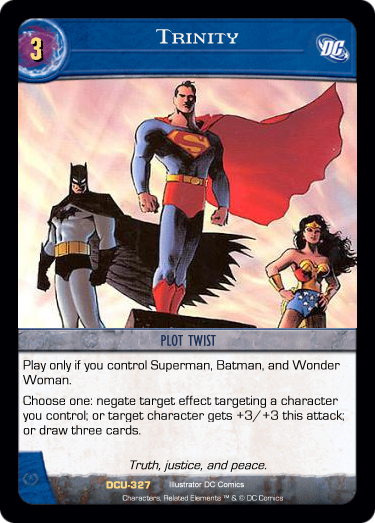 Trinity
3
DC
PLOT TWIST
Play only if you control Superman, Batman, and Wonder
Woman.
Choose one: negate target effect targeting a character
you control; or target character gets +3/+3 this attack;
or draw three cards.
Truth, justice, and peace.
DCU-327 Illustrator DC Comics
Characters, Related Elements ™ & © DC Comics